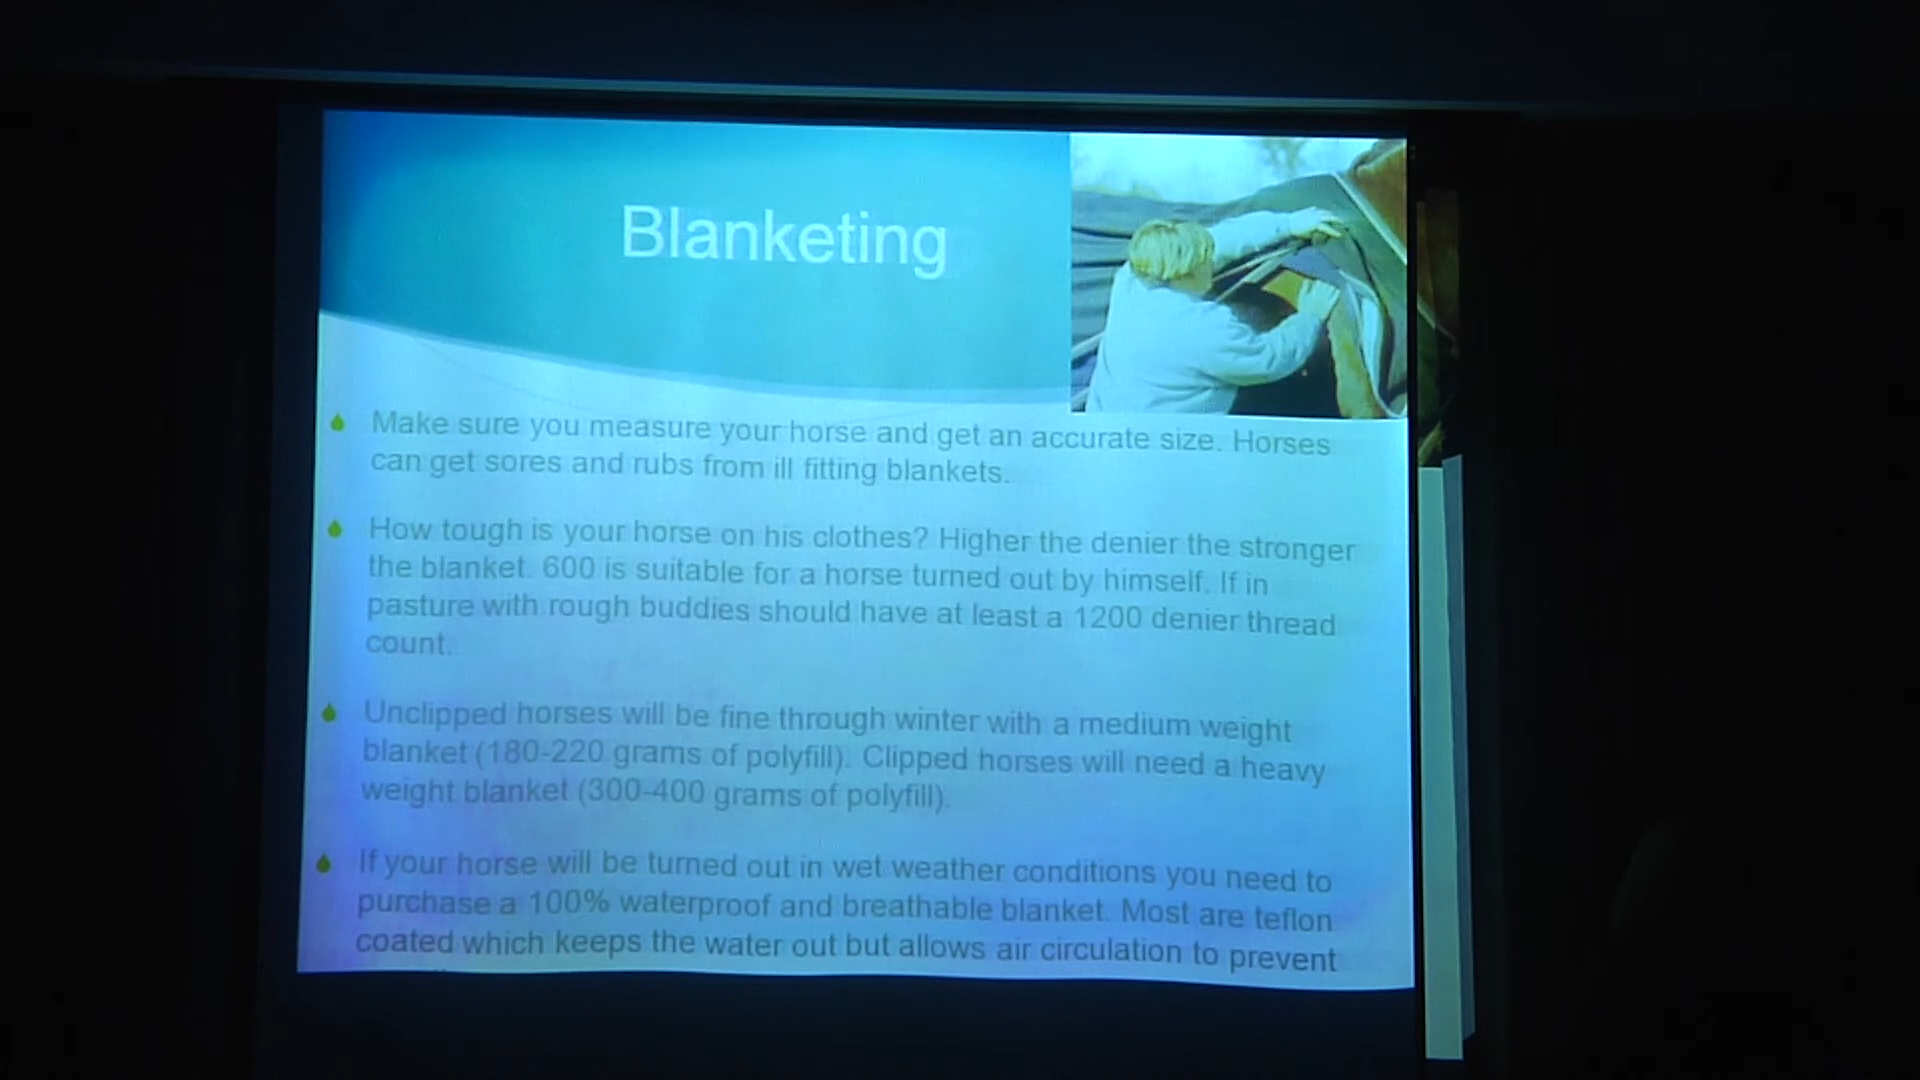 Blanketing
Make sure you measure your horse and get an accurate size. Horses
can get sores and rubs from ill fitting blankets.
How tough is your horse on his clothes? Higher the denier the stronger
the blanket. 600 is suitable for a horse turned out by himself. If in
pasture with rough buddies should have at least a 1200 denier thread
count.
Unclipped horses will be fine through winter with a medium weight
blanket (180-220 grams of polyfill). Clipped horses will need a heavy
weight blanket (300-400 grams of polyfill).
If your horse will be turned out in wet weather conditions you need to
purchase a 100% waterproof and breathable blanket. Most are teflon
coated which keeps the water out but allows air circulation to prevent